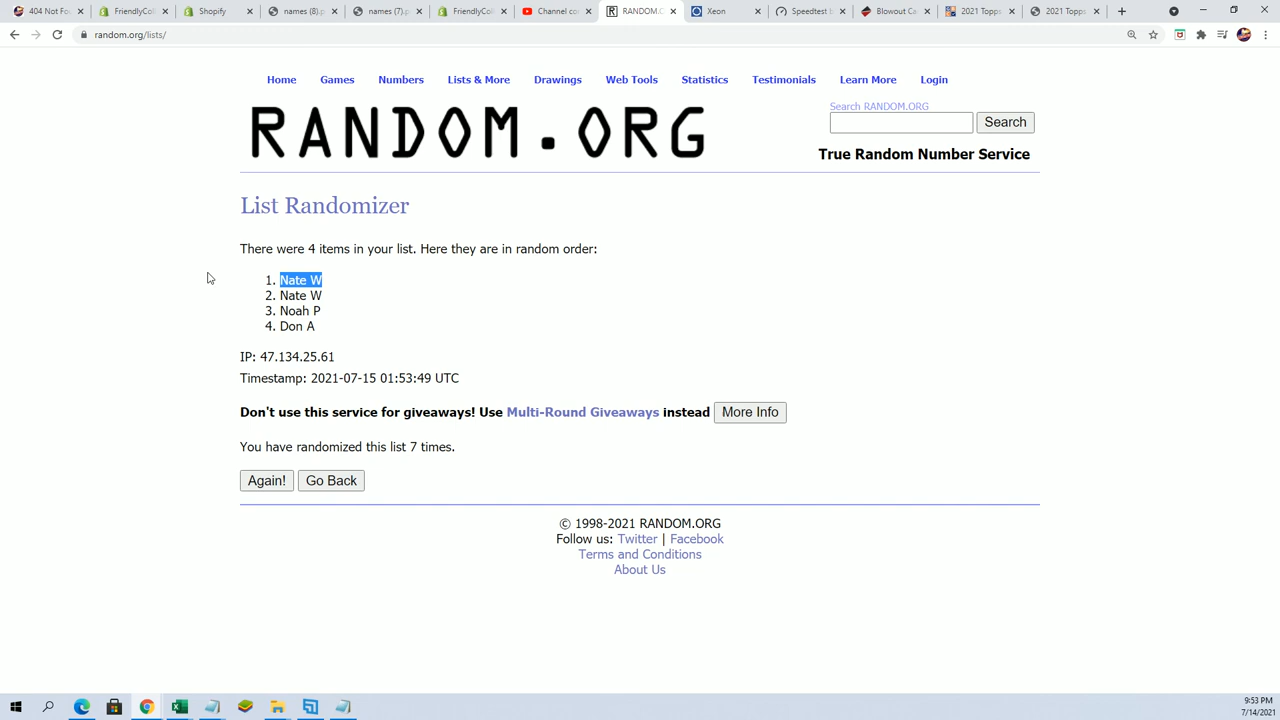 404 Not Fo
FriendlyColl
Shopify
names (8).p
names (7).p
FriendlyColl
Channel co
RANDOM.O
Xeon
Speedtest b
Blowout Ca
2021 Topps
2021 Topps
random.org/lists/
Home Games Numbers Lists & More Drawings Web Tools Statistics Testimonials Learn More Login
RANDOM.ORG
Search RANDOM.ORG
Search
True Random Number Service
List Randomizer
There were 4 items in your list. Here they are in random order:
1. Nate W
2. Nate W
3. Noah P
4. Don A
IP: 47.134.25.61
Timestamp: 2021-07-15 01:53:49 UTC
Don't use this service for giveaways! Use Multi-Round Giveaways instead More Info
You have randomized this list 7 times.
Again! Go Back
© 1998-2021 RANDOM.ORG
Follow us: Twitter | Facebook
Terms and Conditions
About Us
9:53 PM
7/14/2021